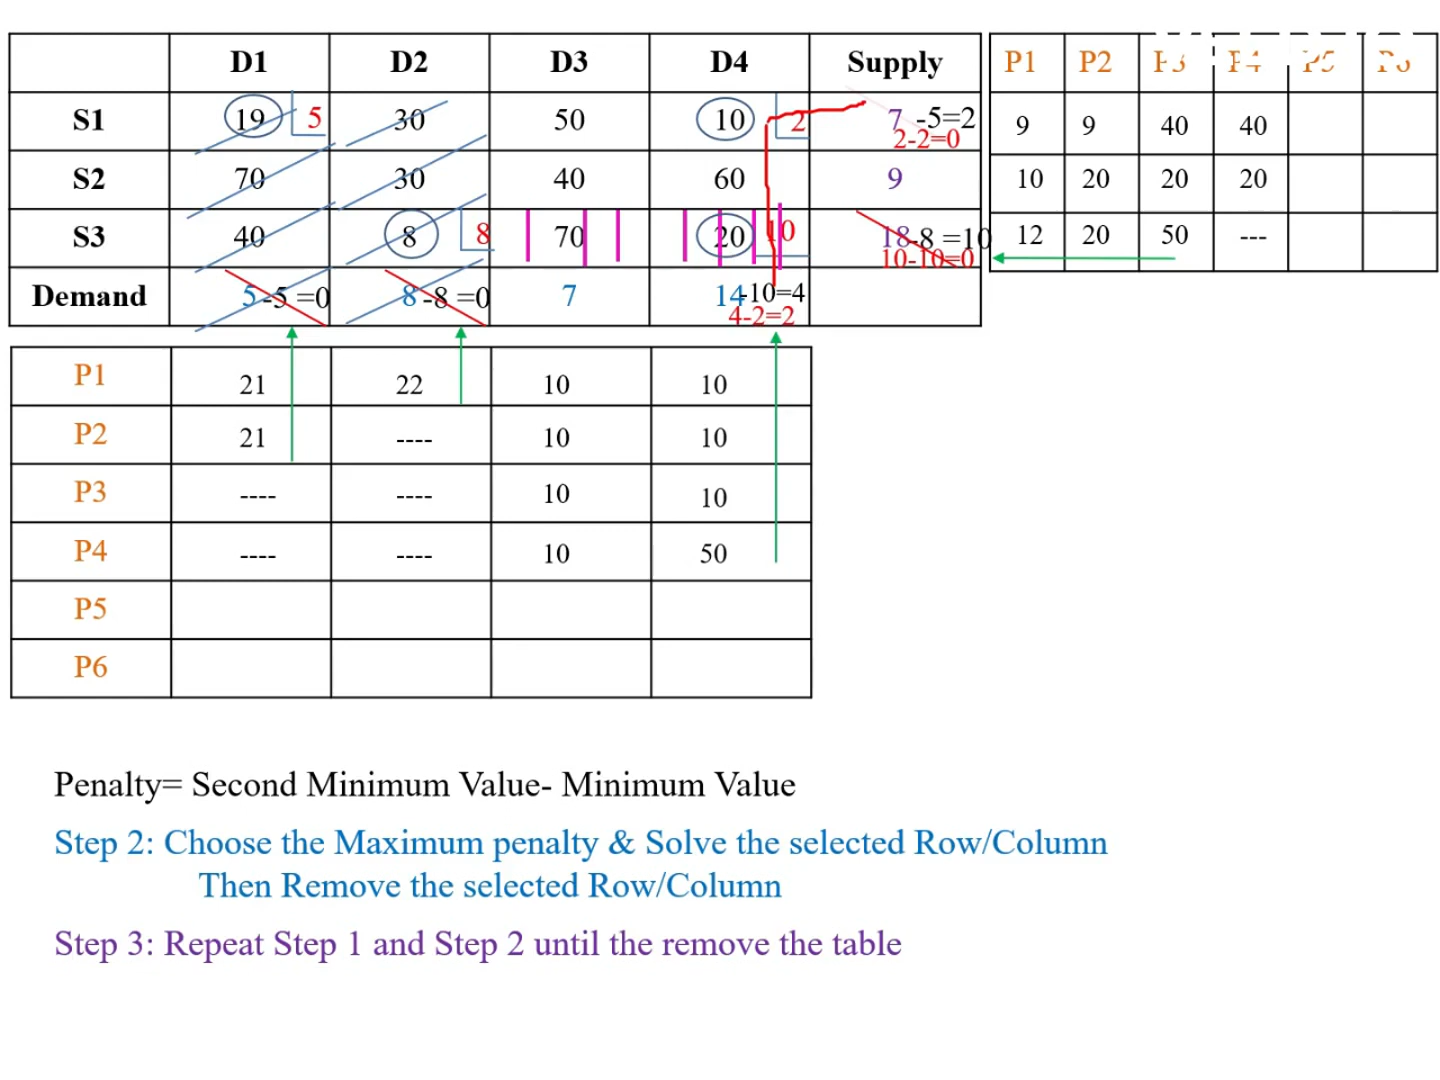 D1 D2 D3 D4 Supply P1 P2 P3 P4 P5 P6
S1 19 5 30 50 10 2 7 -5=2 9 9 40 40
2-2=0
S2 70 30 40 60 9 10 20 20 20
S3 40 8 8 70 20 10 18-8 =10 12 20 50 ---
10-10=0
Demand 5-5 =0 8-8 =0 7 14-10=4
4-2=2
P1 21 22 10 10
P2 21 ---- 10 10
P3 ---- ---- 10 10
P4 ---- ---- 10 50
P5
P6
Penalty= Second Minimum Value- Minimum Value
Step 2: Choose the Maximum penalty & Solve the selected Row/Column
Then Remove the selected Row/Column
Step 3: Repeat Step 1 and Step 2 until the remove the table